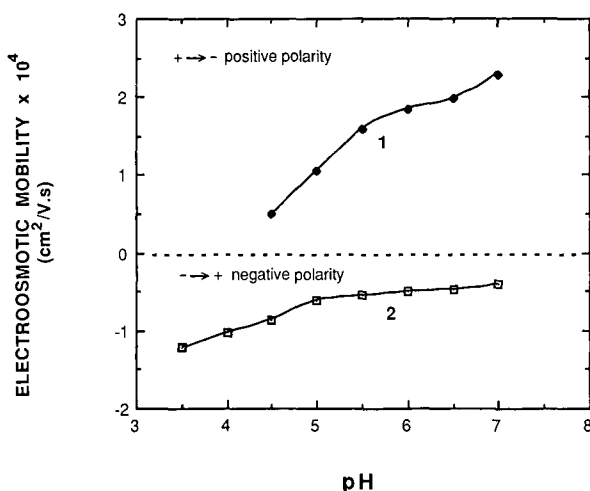 ELECTROOSMOTIC MOBILITY x 10⁴
(cm²/V.s)
3
2
1
0
-1
-2
+ → - positive polarity
1
- → + negative polarity
2
3 4 5 6 7 8
pH